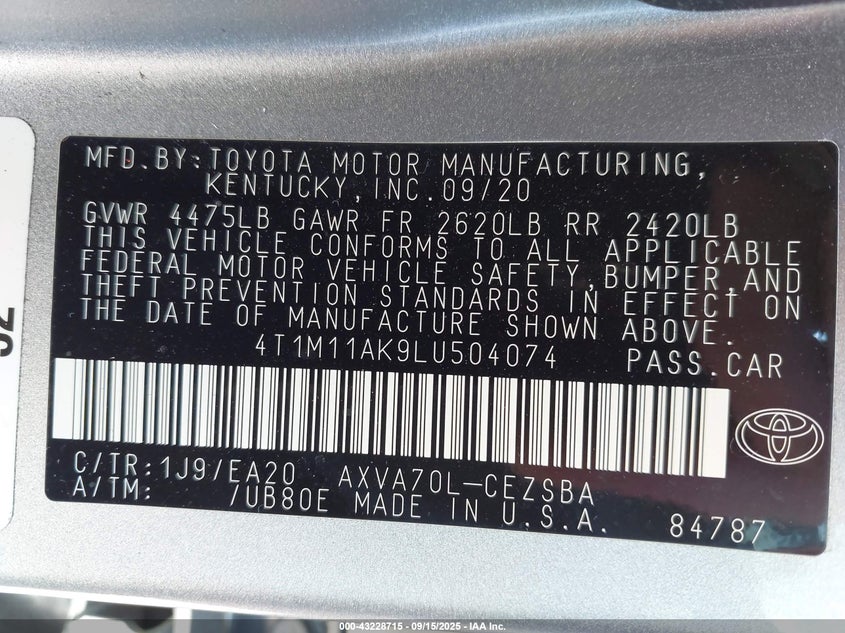 MFD.BY:TOYOTA MOTOR MANUFACTURING,
KENTUCKY,INC.09/20
GVWR 4475LB GAWR FR 2620LB RR 2420LB
THIS VEHICLE CONFORMS TO ALL APPLICABLE
FEDERAL MOTOR VEHICLE SAFETY,BUMPER,AND
THEFT PREVENTION STANDARDS IN EFFECT ON
THE DATE OF MANUFACTURE SHOWN ABOVE.
4T1M11AK9LU504074 PASS.CAR
C/TR:1J9/EA20 AXVA70L-CEZSBA
A/TM: /UB80E MADE IN U.S.A. 84787
000-43228715 - 09/15/2025 - IAA Inc.